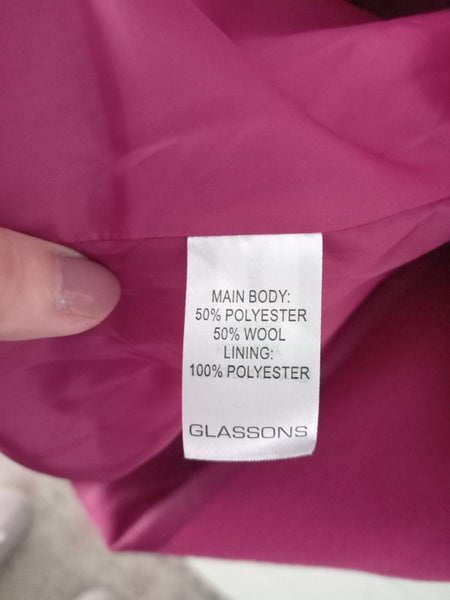 MAIN BODY:
50% POLYESTER
50% WOOL
LINING:
100% POLYESTER
GLASSONS